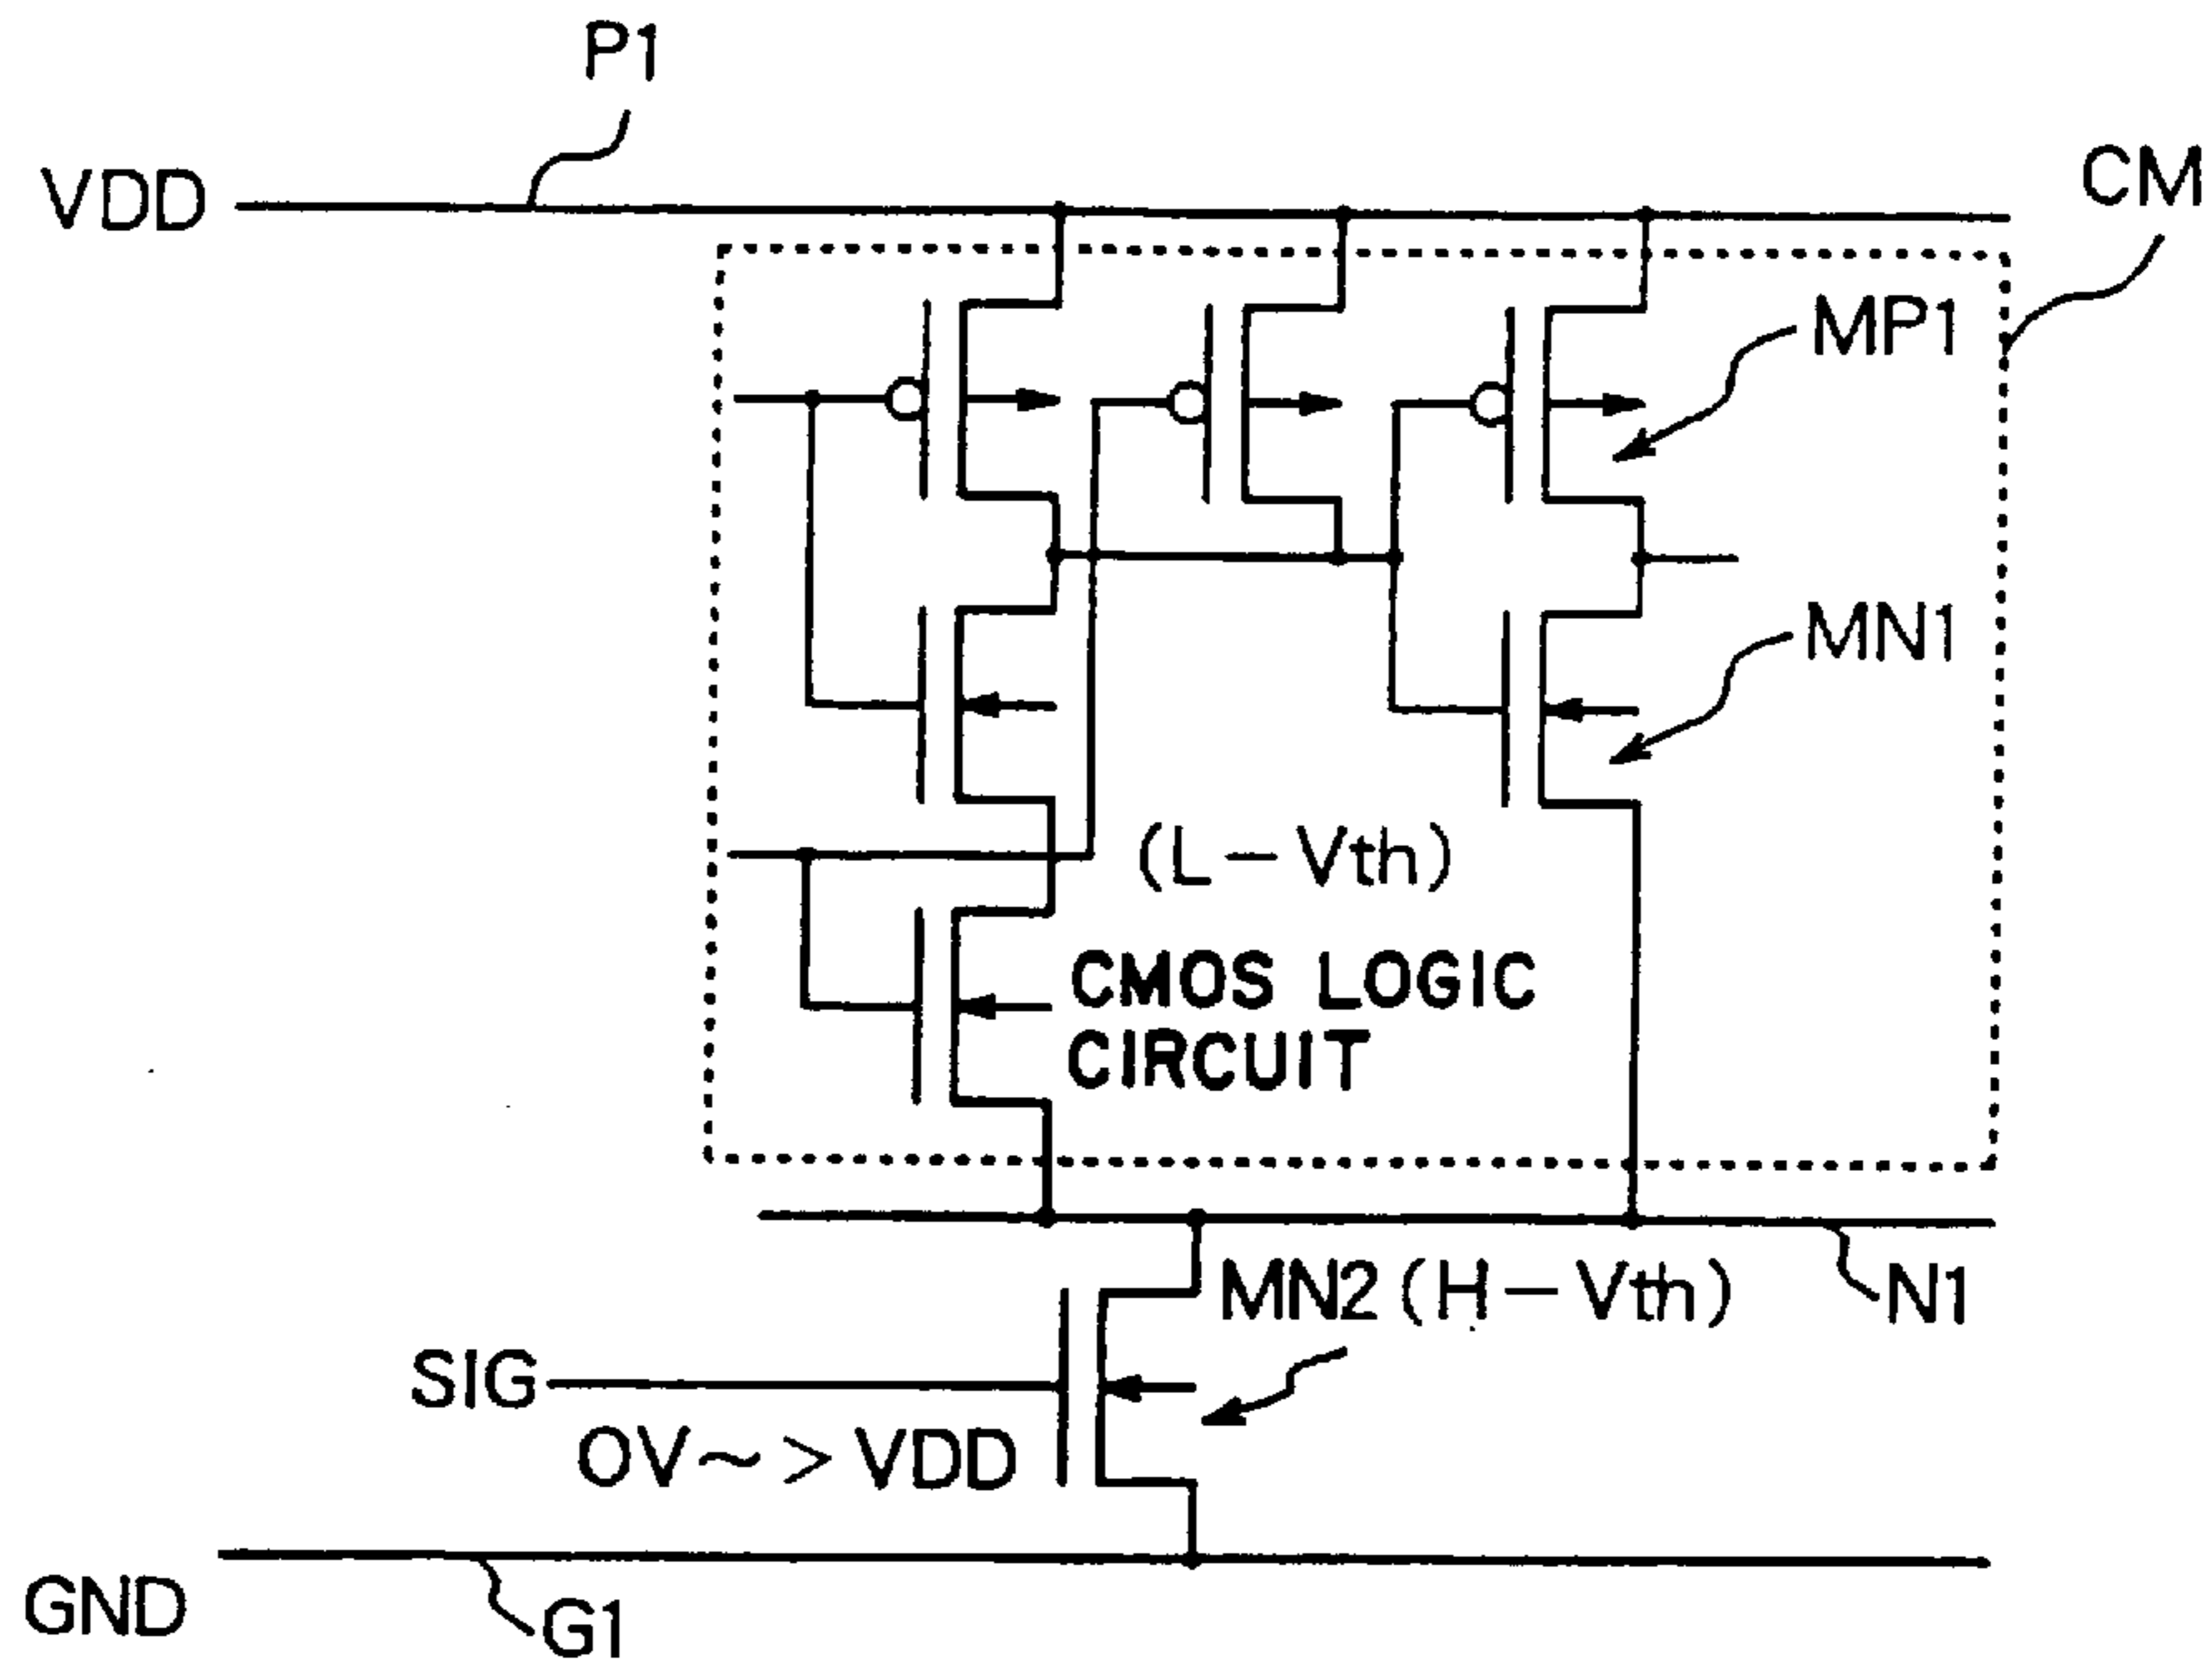 P1
VDD
CM
MP1
MN1
(L-Vth)
CMOS LOGIC
CIRCUIT
MN2(H-Vth)
N1
SIG
0V~>VDD
GND
G1